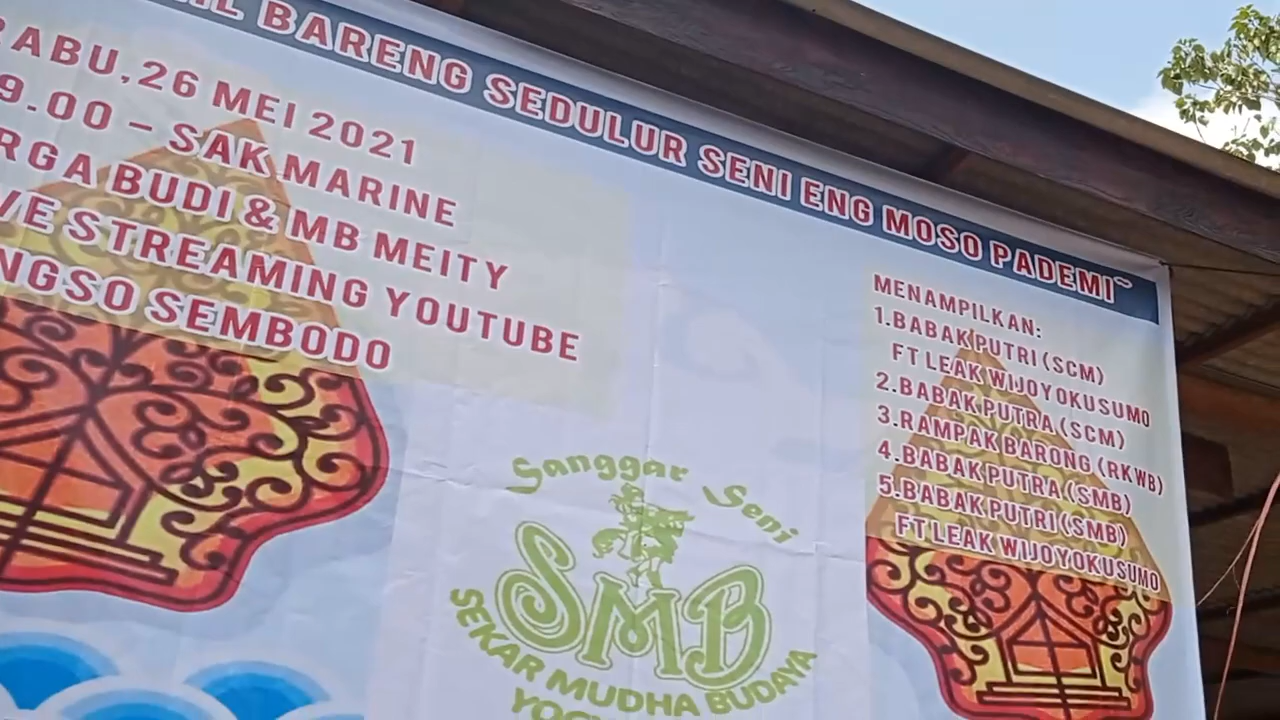 BARENG SEDULUR SENI ENG MOSO PADEMI~
RABU, 26 MEI 2021
9.00 - SAK MARINE
RGA BUDI & MB MEITY
VE STREAMING YOUTUBE
NGSO SEMBODO
MENAMPILKAN:
1.BABAK PUTRI (SCM)
FT LEAK WIJOYOKUSUMO
2.BABAK PUTRA (SCM)
3.RAMPAK BARONG (RKWB)
4.BABAK PUTRA (SMB)
5.BABAK PUTRI (SMB)
FT LEAK WIJOYOKUSUMO
Sanggar Seni
SMB
SEKAR MUDHA BUDAYA